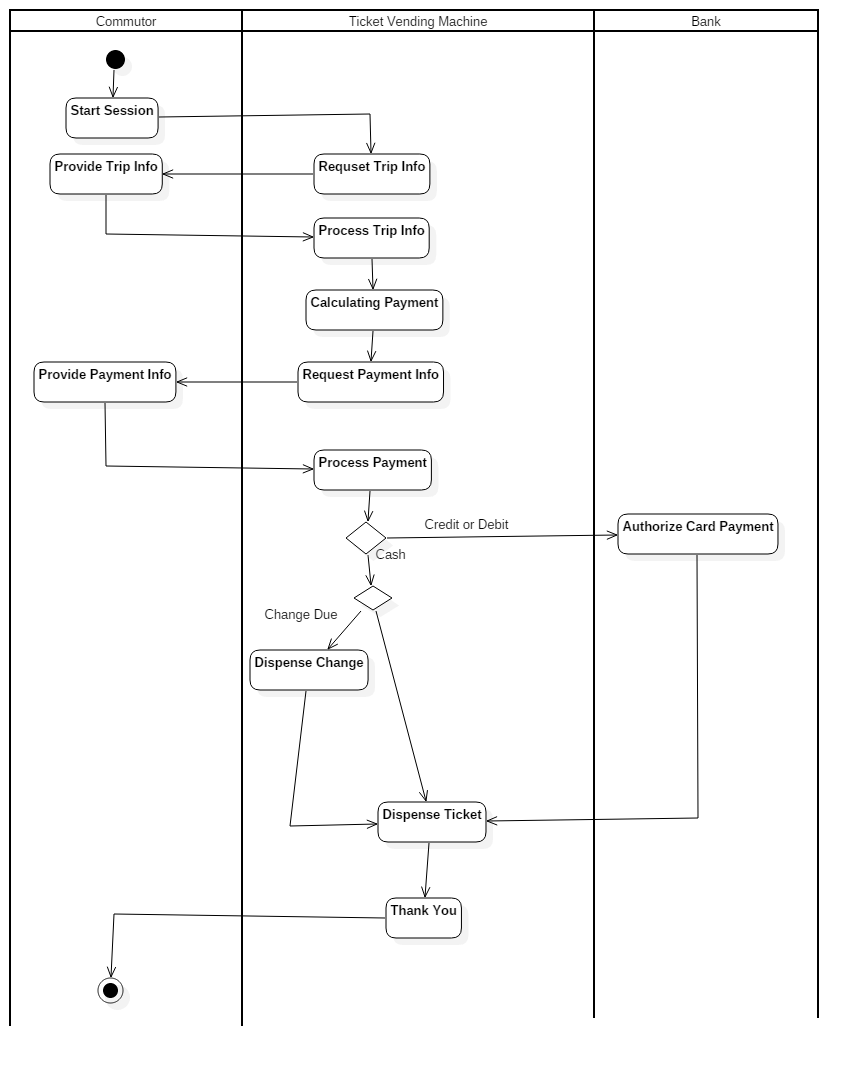 Commutor
Ticket Vending Machine
Bank
Start Session
Provide Trip Info
Requset Trip Info
Process Trip Info
Calculating Payment
Provide Payment Info
Request Payment Info
Process Payment
Credit or Debit
Authorize Card Payment
Cash
Change Due
Dispense Change
Dispense Ticket
Thank You